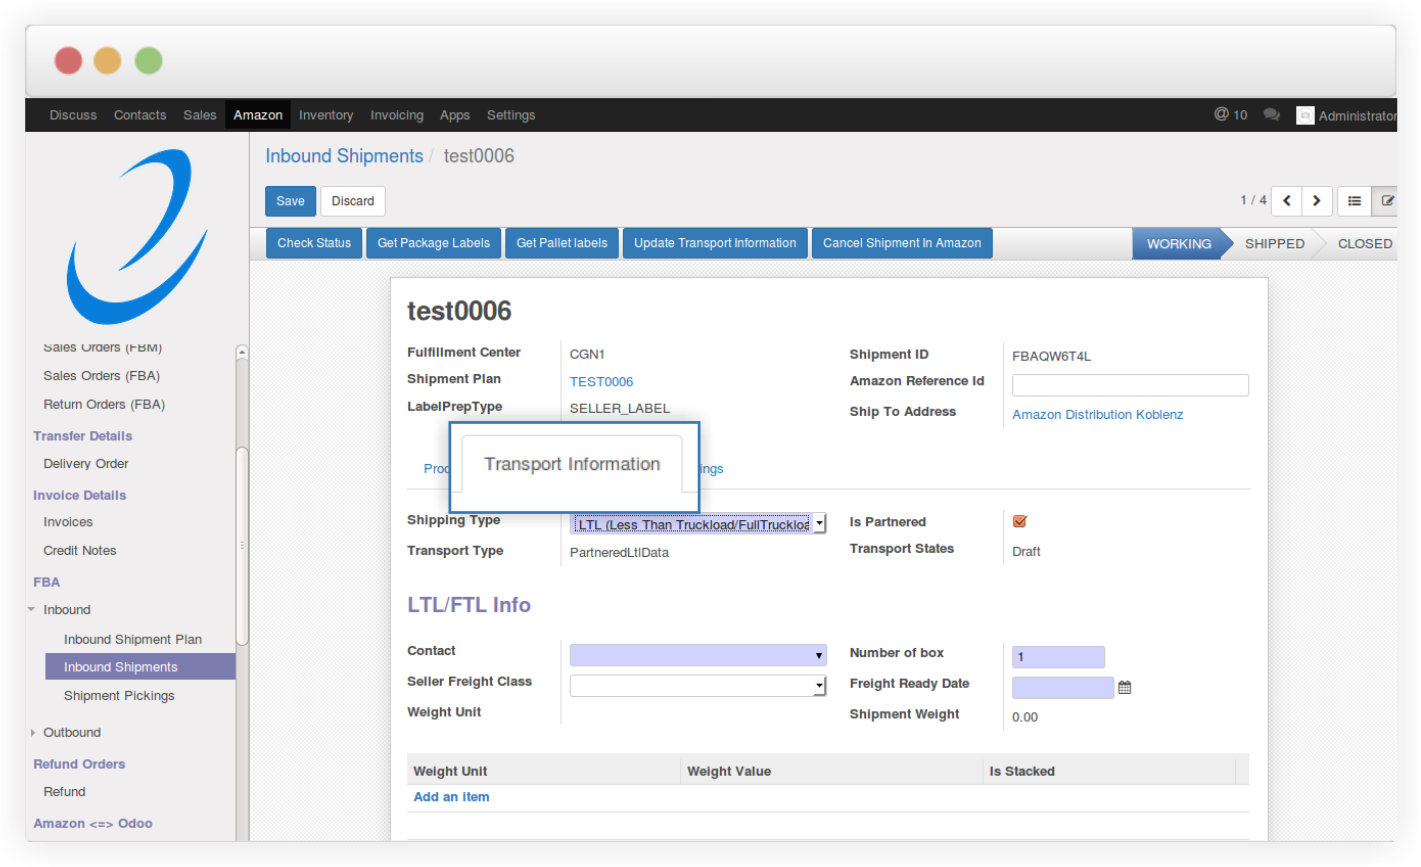 Discuss Contacts Sales Amazon Inventory Invoicing Apps Settings @ 10 Administrator
Inbound Shipments / test0006
Save Discard 1 / 4
Check Status Get Package Labels Get Pallet labels Update Transport Information Cancel Shipment In Amazon WORKING SHIPPED CLOSED
Sales Orders (FBM)
Sales Orders (FBA)
Return Orders (FBA)
Transfer Details
Delivery Order
Invoice Details
Invoices
Credit Notes
FBA
Inbound
Inbound Shipment Plan
Inbound Shipments
Shipment Pickings
Outbound
Refund Orders
Refund
Amazon <=> Odoo
test0006
Fulfillment Center CGN1 Shipment ID FBAQW6T4L
Shipment Plan TEST0006 Amazon Reference Id
LabelPrepType SELLER_LABEL Ship To Address Amazon Distribution Koblenz
Transport Information
Shipping Type LTL (Less Than Truckload/FullTruckloa Is Partnered
Transport Type PartneredLtlData Transport States Draft
LTL/FTL Info
Contact Number of box 1
Seller Freight Class Freight Ready Date
Weight Unit Shipment Weight 0.00
Weight Unit Weight Value Is Stacked
Add an item